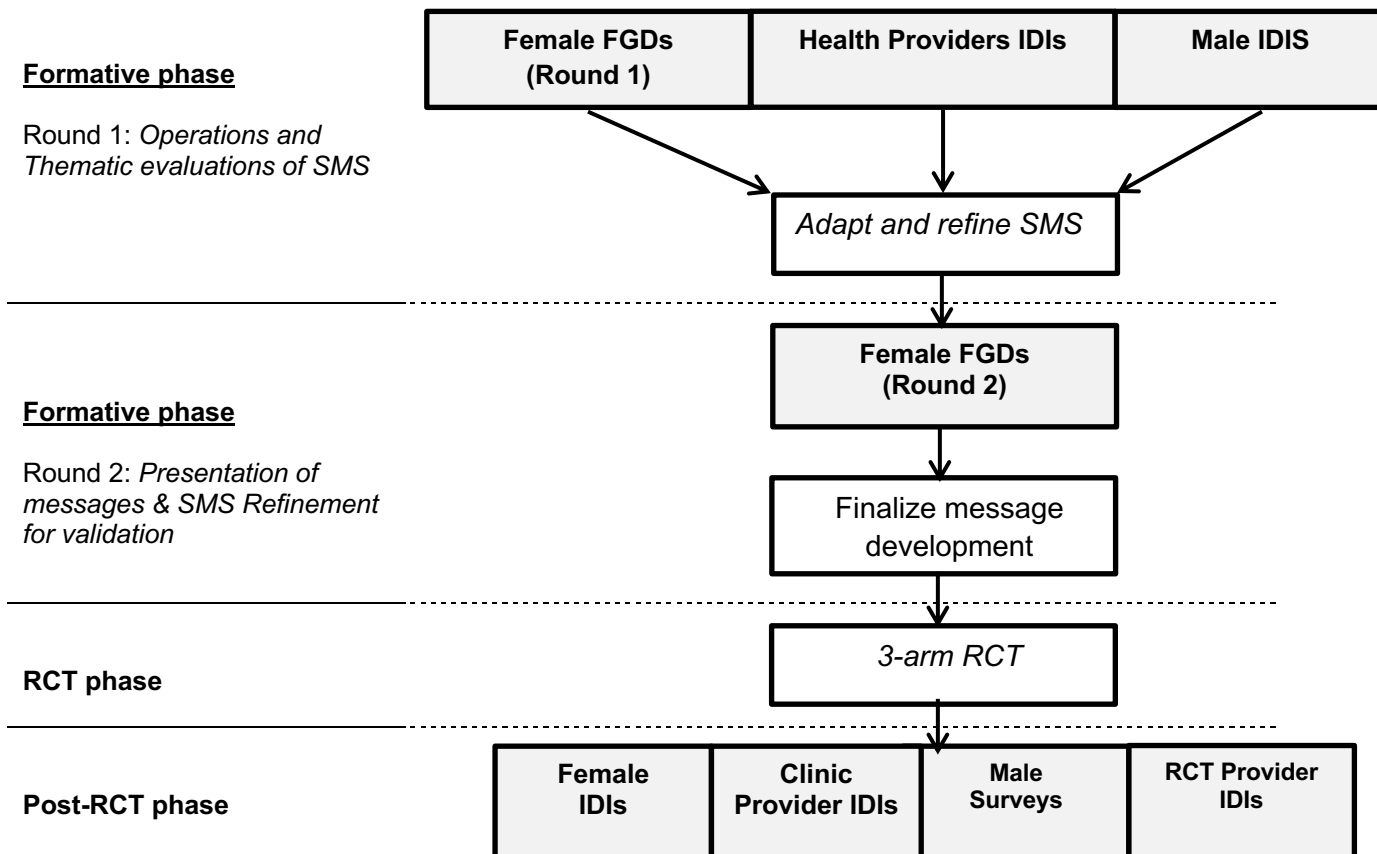 Female FGDs
(Round 1)
Health Providers IDIs
Male IDIS
Formative phase
Round 1: Operations and
Thematic evaluations of SMS
Adapt and refine SMS
Female FGDs
(Round 2)
Formative phase
Round 2: Presentation of
messages & SMS Refinement
for validation
Finalize message
development
3-arm RCT
RCT phase
Post-RCT phase
Female
IDIs
Clinic
Provider IDIs
Male
Surveys
RCT Provider
IDIs